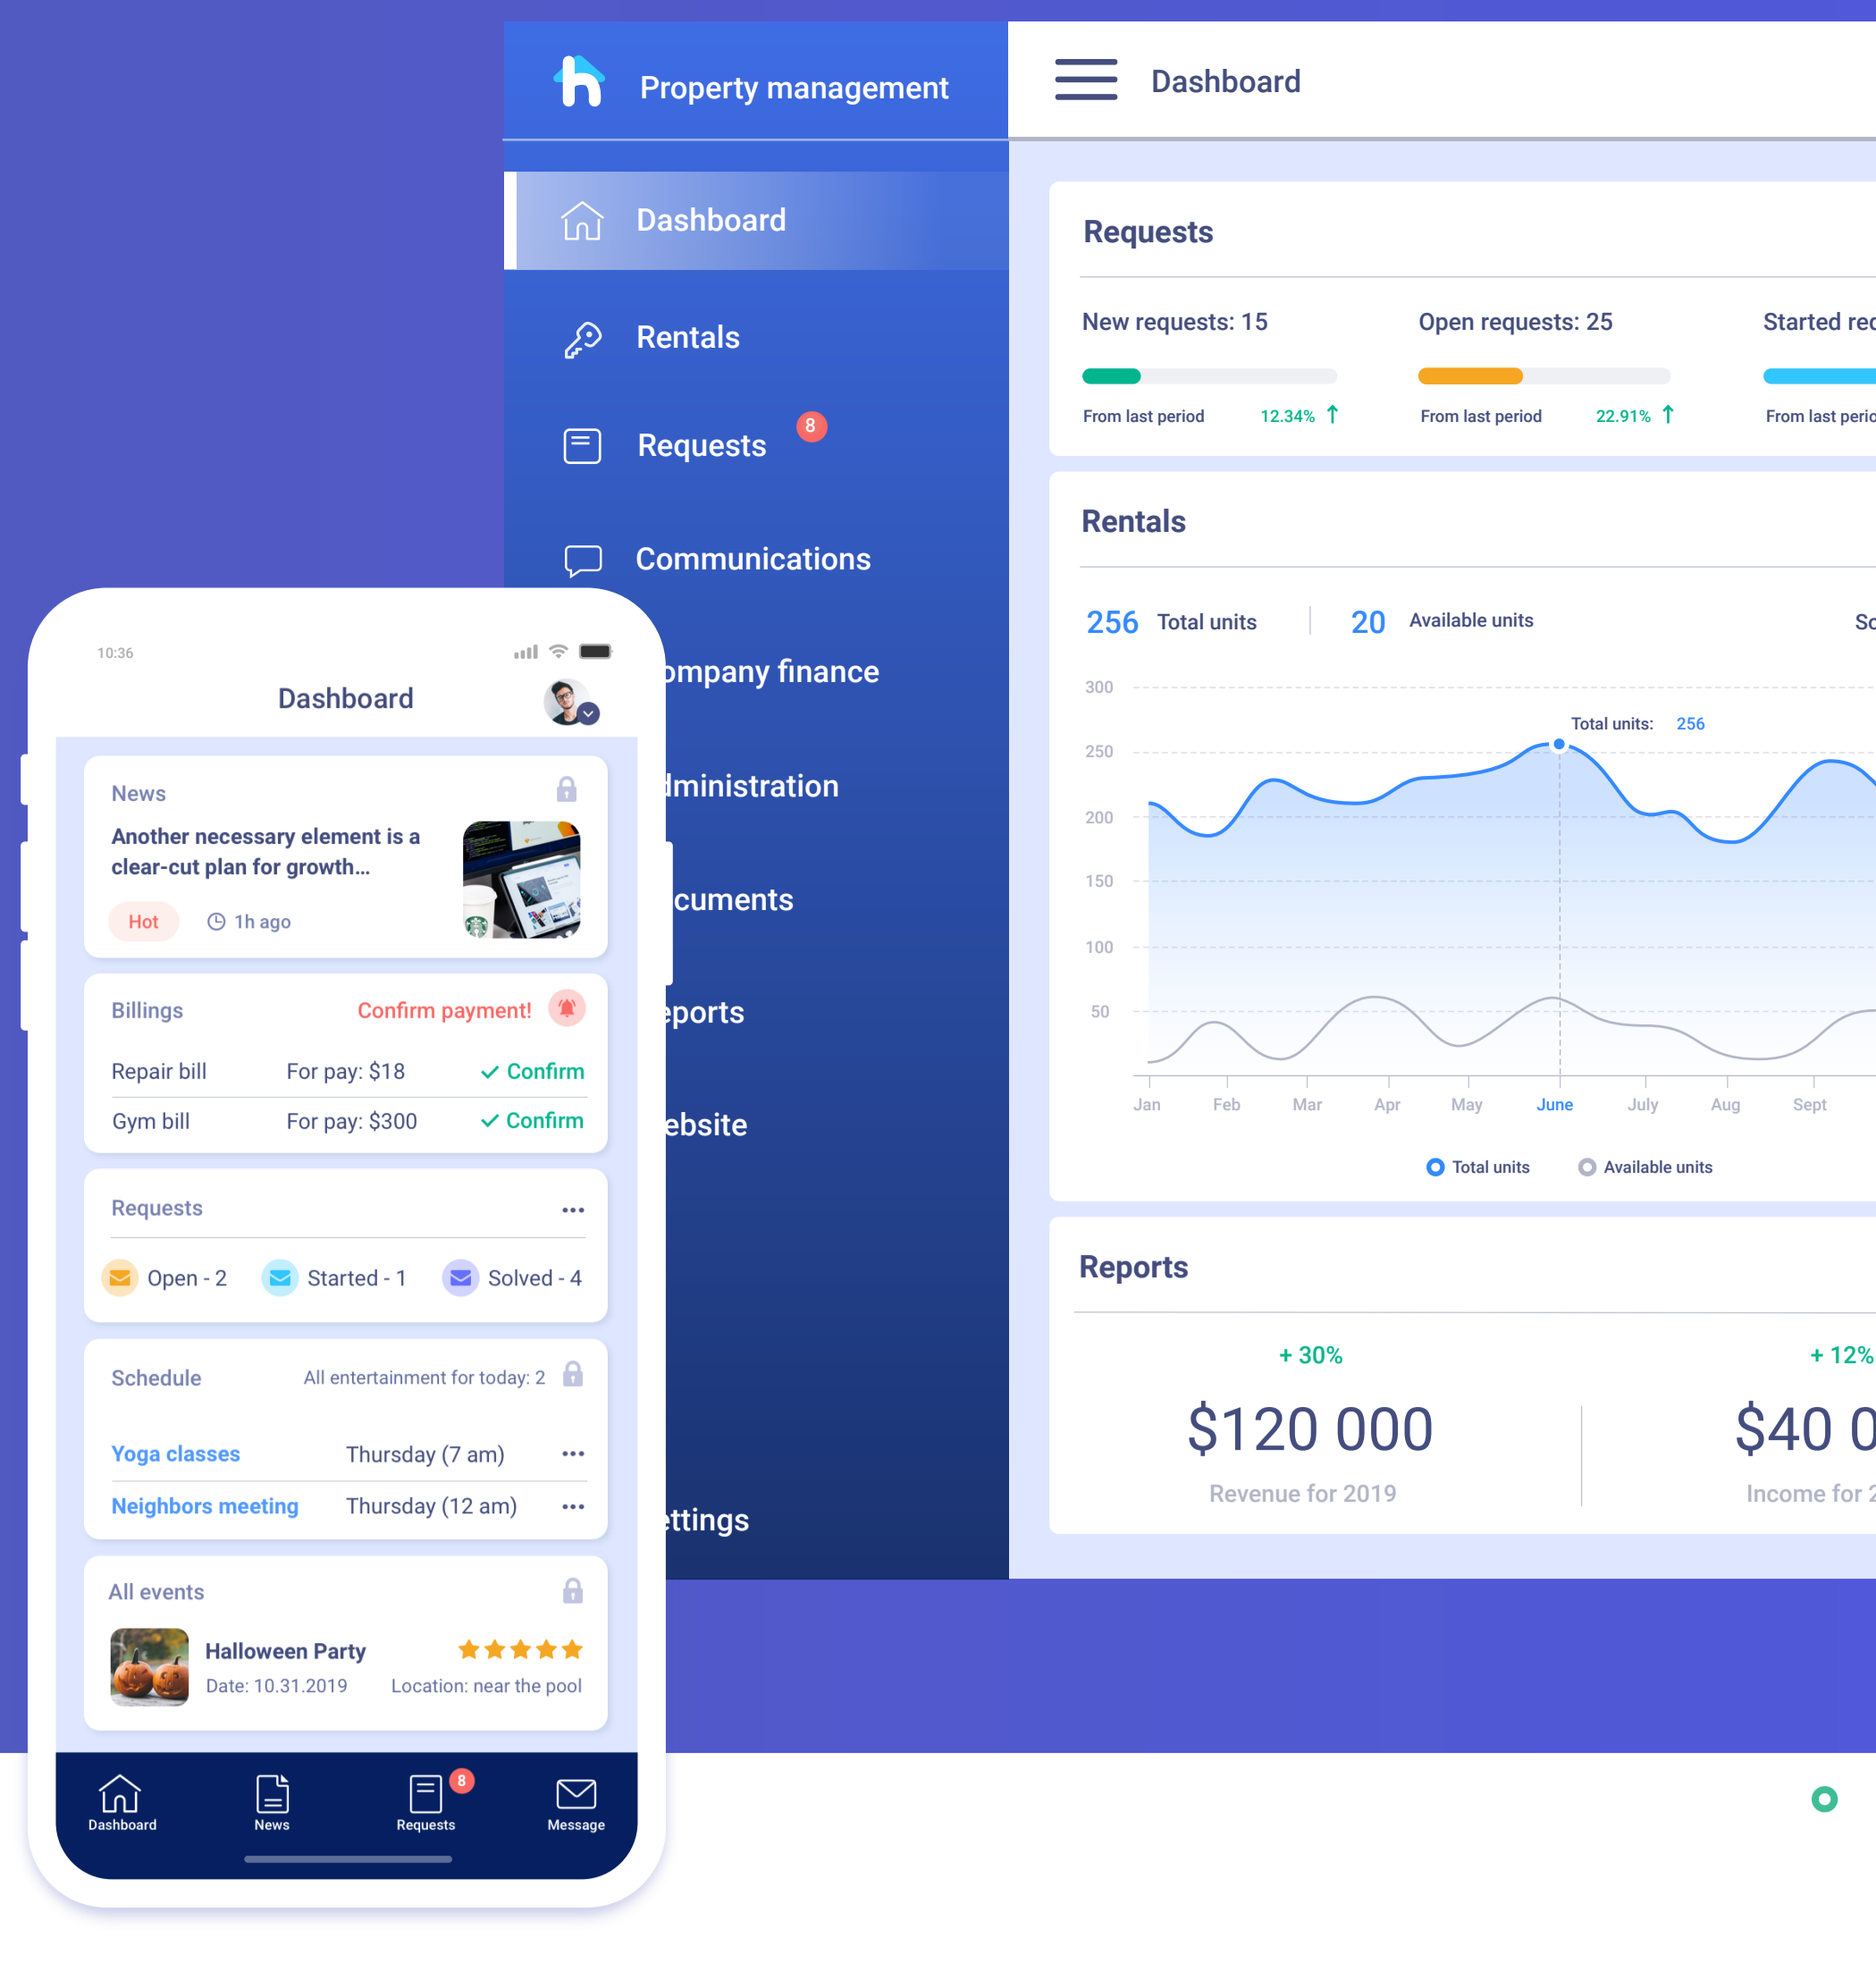 Property management
Dashboard
Dashboard
Rentals
Requests 8
Communications
ompany finance
dministration
cuments
eports
ebsite
ettings
Requests
New requests: 15
From last period 12.34%
Open requests: 25
From last period 22.91%
Started rec
From last perio
Rentals
256 Total units
20 Available units
So
Total units: 256
300
250
200
150
100
50
Jan Feb Mar Apr May June July Aug Sept
Total units Available units
Reports
+ 30%
$120 000
Revenue for 2019
+ 12%
$40 0
Income for 2
10:36
Dashboard
News
Another necessary element is a
clear-cut plan for growth...
Hot 1h ago
Billings Confirm payment!
Repair bill For pay: $18 Confirm
Gym bill For pay: $300 Confirm
Requests
Open - 2 Started - 1 Solved - 4
Schedule All entertainment for today: 2
Yoga classes Thursday (7 am)
Neighbors meeting Thursday (12 am)
All events
Halloween Party
Date: 10.31.2019 Location: near the pool
8
Dashboard News Requests Message